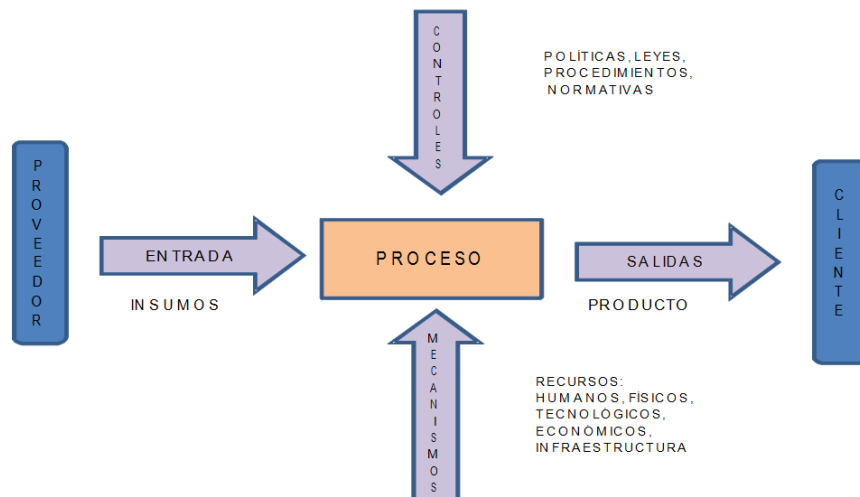 CONTROLES
POLÍTICAS, LEYES,
PROCEDIMIENTOS,
NORMATIVAS
PROVEEDOR
ENTRADA
INSUMOS
PROCESO
SALIDAS
PRODUCTO
CLIENTE
MECANISMOS
RECURSOS:
HUMANOS, FÍSICOS,
TECNOLÓGICOS,
ECONÓMICOS,
INFRAESTRUCTURA